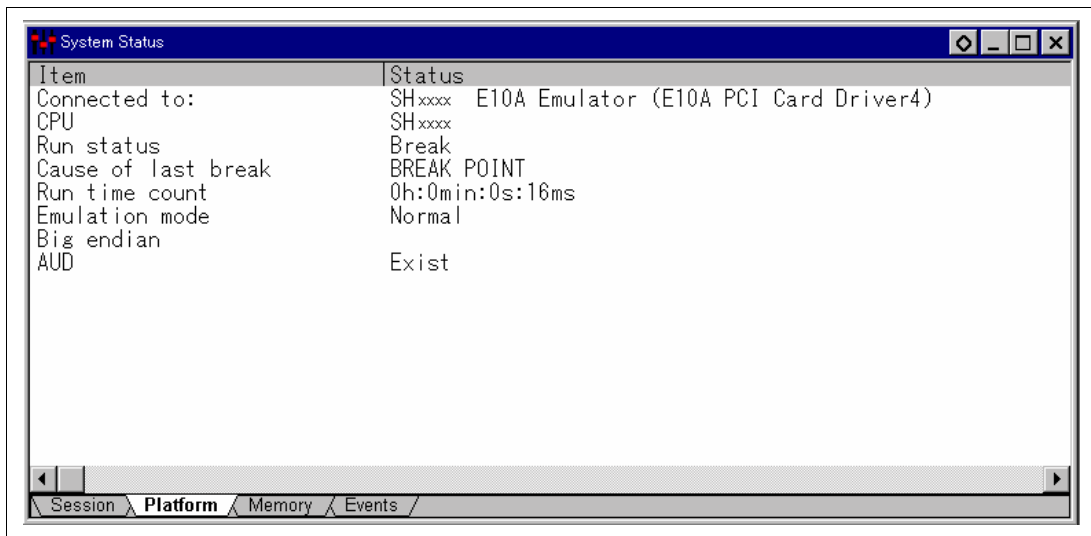 System Status
Item Status
Connected to: SHxxxx E10A Emulator (E10A PCI Card Driver4)
CPU SHxxxx
Run status Break
Cause of last break BREAK POINT
Run time count 0h:0min:0s:16ms
Emulation mode Normal
Big endian
AUD Exist
Session Platform Memory Events